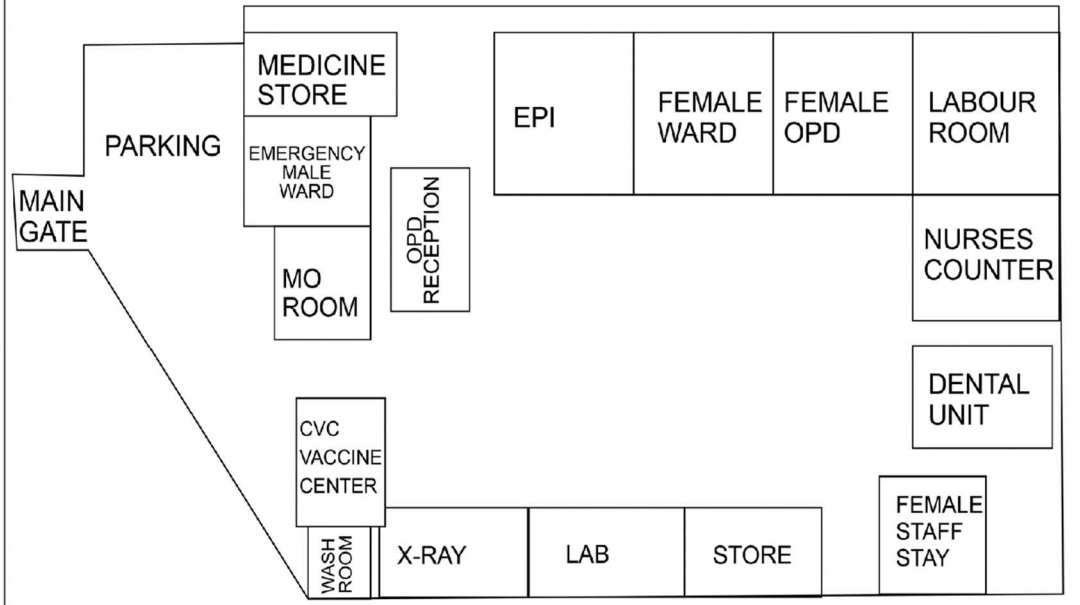 MEDICINE
STORE
EPI
FEMALE
WARD
FEMALE
OPD
LABOUR
ROOM
PARKING
EMERGENCY
MALE
WARD
MAIN
GATE
OPD
RECEPTION
NURSES
COUNTER
MO
ROOM
DENTAL
UNIT
CVC
VACCINE
CENTER
FEMALE
STAFF
STAY
WASH
ROOM
X-RAY
LAB
STORE